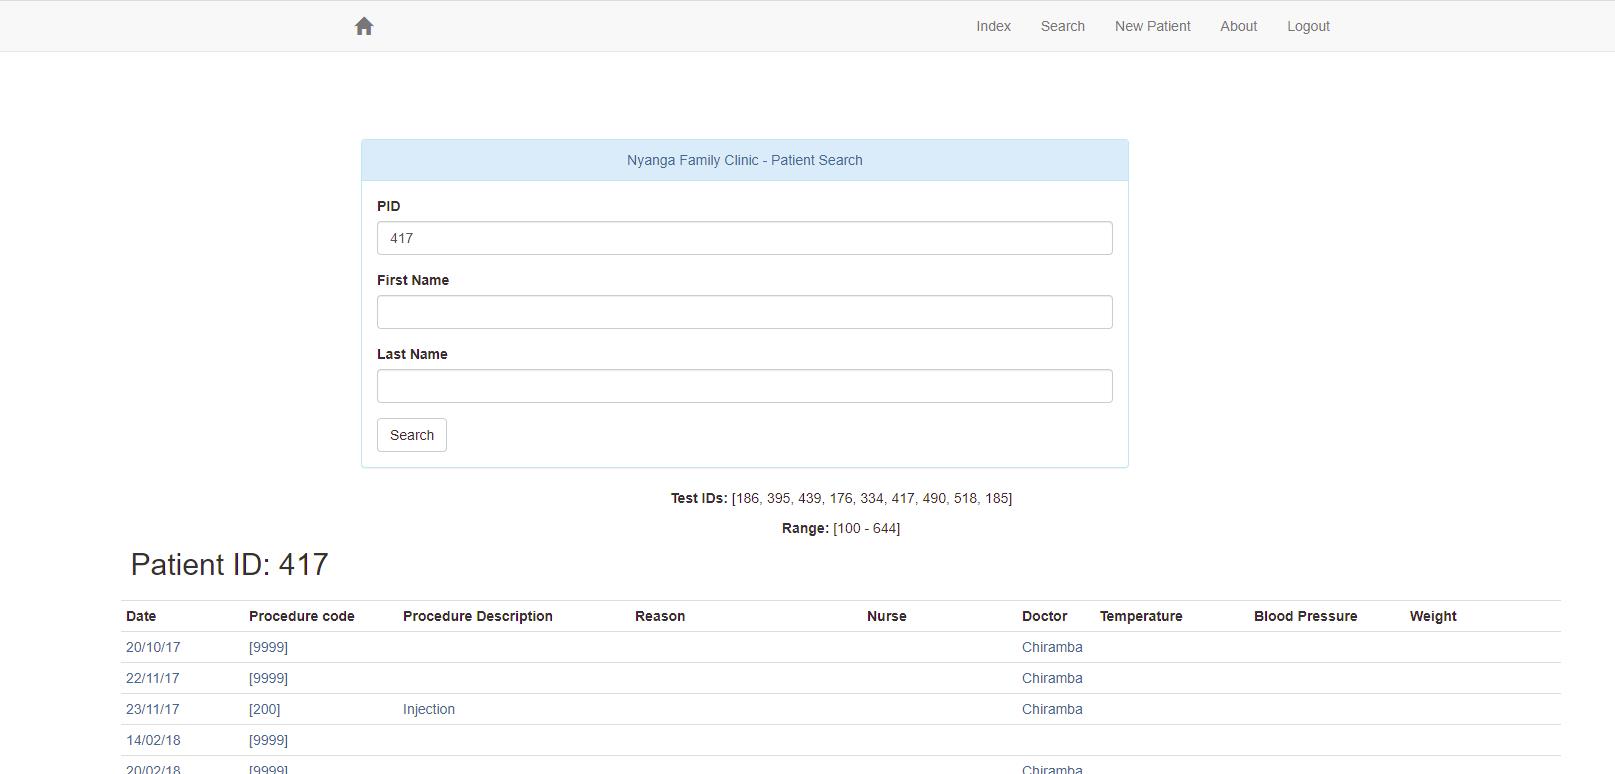 Index Search New Patient About Logout
Nyanga Family Clinic - Patient Search
PID
417
First Name
Last Name
Search
Test IDs: [186, 395, 439, 176, 334, 417, 490, 518, 185]
Range: [100 - 644]
Patient ID: 417
Date Procedure code Procedure Description Reason Nurse Doctor Temperature Blood Pressure Weight
20/10/17 [9999] Chiramba
22/11/17 [9999] Chiramba
23/11/17 [200] Injection Chiramba
14/02/18 [9999]
20/02/18 [9999] Chiramba